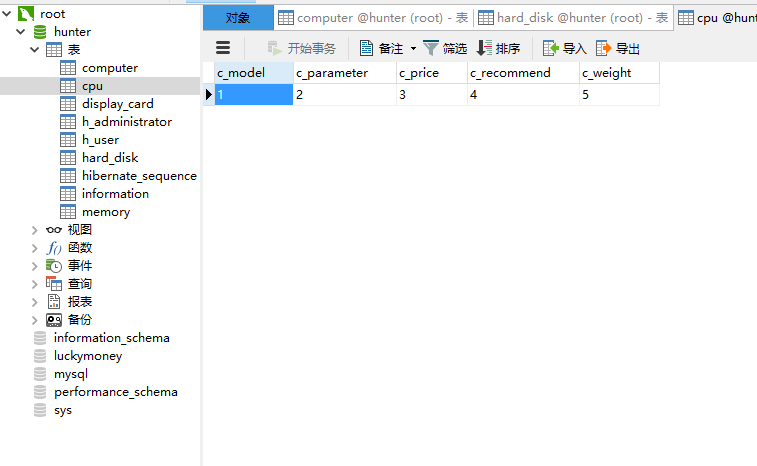 root
hunter
表
computer
cpu
display_card
h_administrator
h_user
hard_disk
hibernate_sequence
information
memory
视图
f() 函数
事件
查询
报表
备份
information_schema
luckymoney
mysql
performance_schema
sys
对象 computer @hunter (root) - 表 hard_disk @hunter (root) - 表 cpu @hunt
开始事务 备注 筛选 排序 导入 导出
c_model c_parameter c_price c_recommend c_weight
1 2 3 4 5